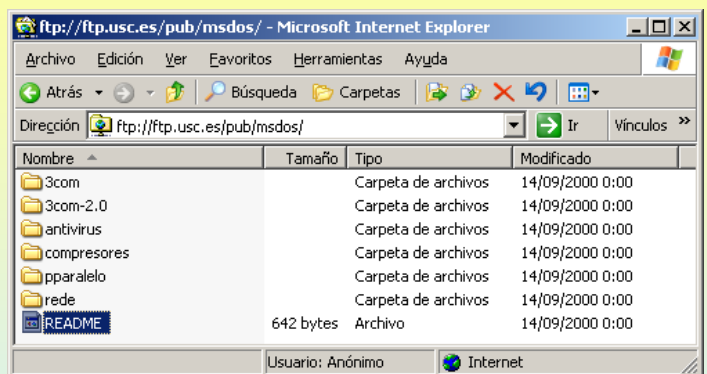 ftp://ftp.usc.es/pub/msdos/ - Microsoft Internet Explorer
Archivo Edición Ver Favoritos Herramientas Ayuda
Atrás Búsqueda Carpetas
Dirección ftp://ftp.usc.es/pub/msdos/ Ir Vínculos »
Nombre Tamaño Tipo Modificado
3com Carpeta de archivos 14/09/2000 0:00
3com-2.0 Carpeta de archivos 14/09/2000 0:00
antivirus Carpeta de archivos 14/09/2000 0:00
compresores Carpeta de archivos 14/09/2000 0:00
pparalelo Carpeta de archivos 14/09/2000 0:00
rede Carpeta de archivos 14/09/2000 0:00
README 642 bytes Archivo 14/09/2000 0:00
Usuario: Anónimo Internet